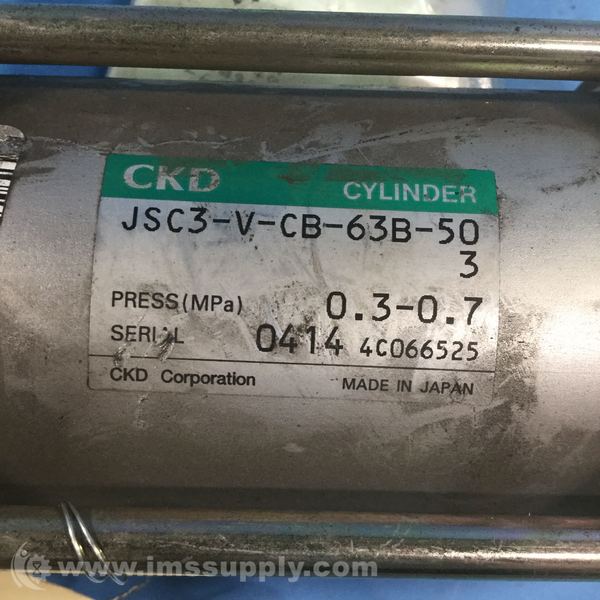 CKD
CYLINDER
JSC3-V-CB-63B-50
3
PRESS(MPa) 0.3-0.7
SERIAL 0414 4C066525
CKD Corporation MADE IN JAPAN
www.imssupply.com